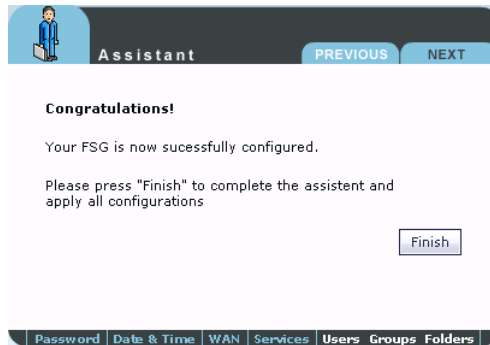 Assistant PREVIOUS NEXT
Congratulations!
Your FSG is now sucessfully configured.
Please press "Finish" to complete the assistent and
apply all configurations
Finish
Password Date & Time WAN Services Users Groups Folders